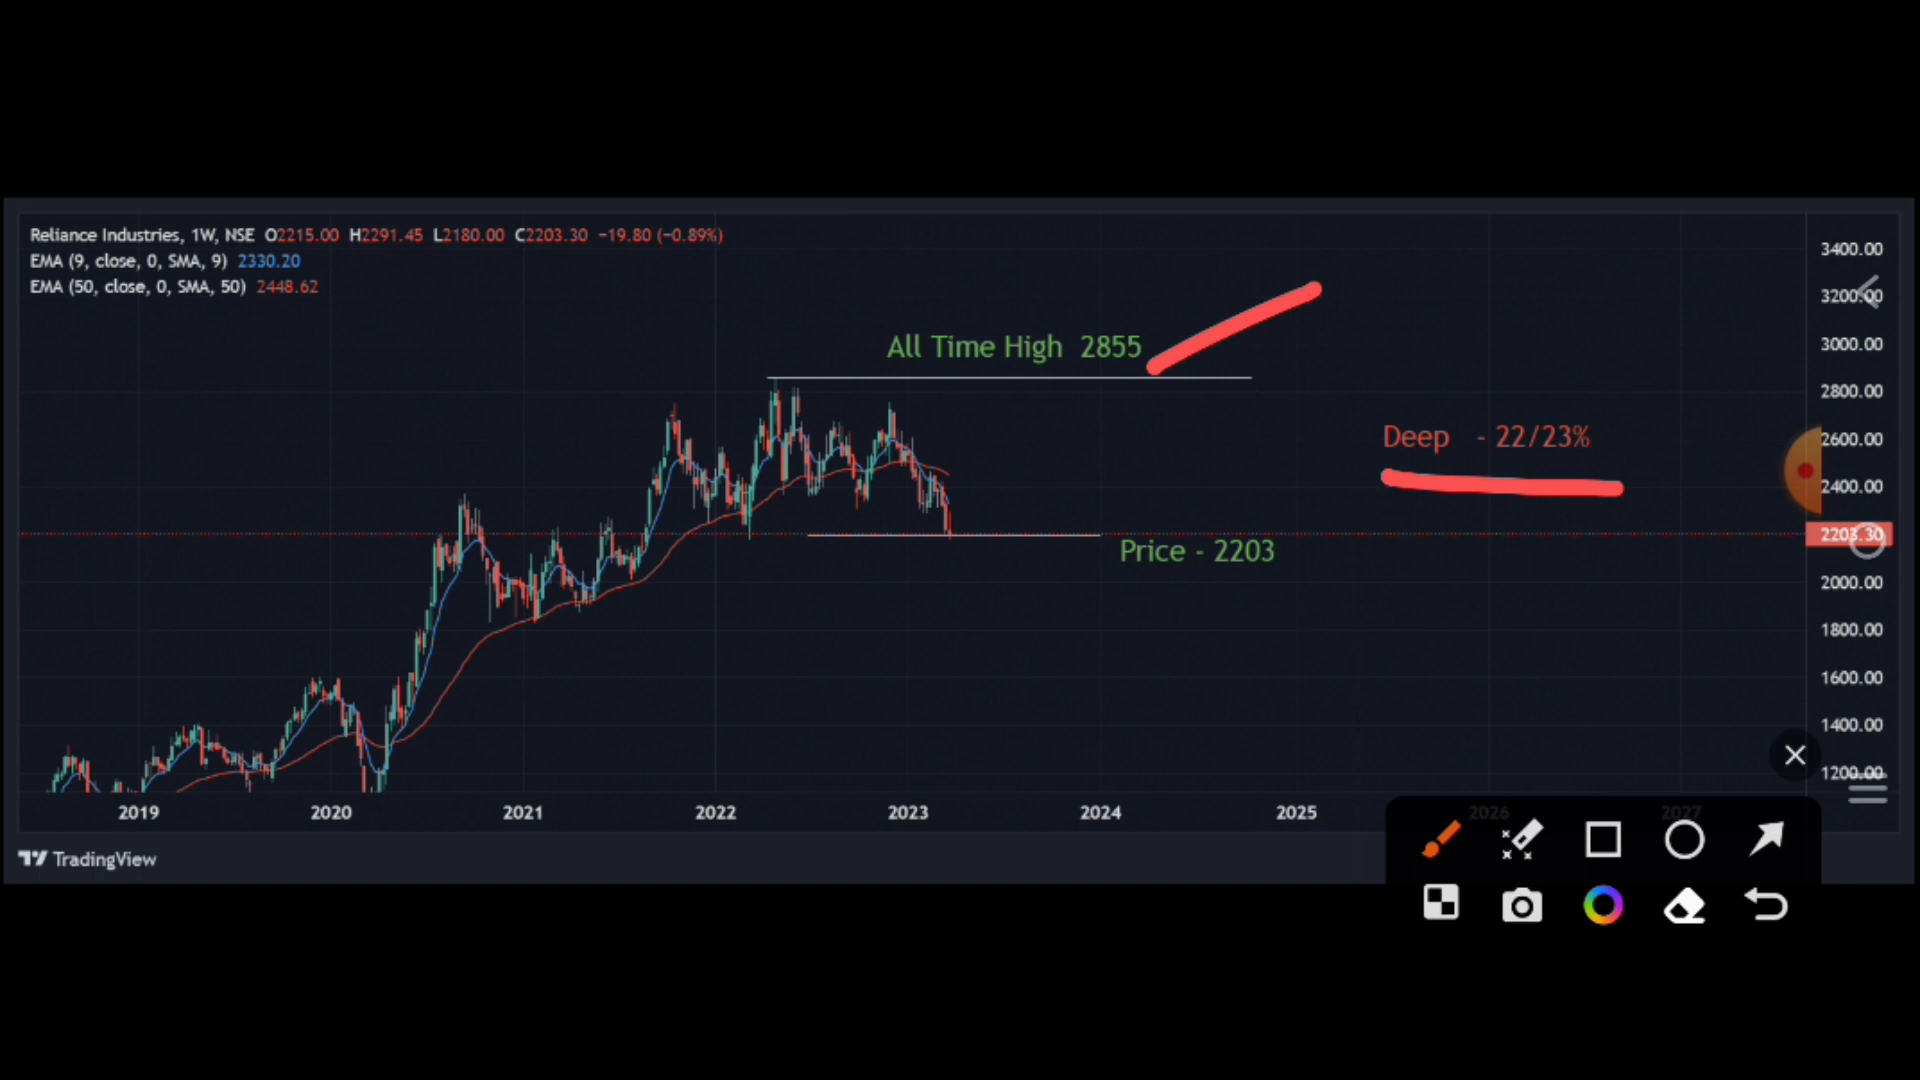 Reliance Industries, 1W, NSE O2215.00 H2291.45 L2180.00 C2203.30 −19.80 (−0.89%)
EMA (9, close, 0, SMA, 9) 2330.20
EMA (50, close, 0, SMA, 50) 2448.62
3400.00
3200.00
3000.00
2800.00
2600.00
2400.00
2203.30
2000.00
1800.00
1600.00
1400.00
1200.00
All Time High 2855
Deep - 22/23%
Price - 2203
2019 2020 2021 2022 2023 2024 2025 2026 2027
TradingView